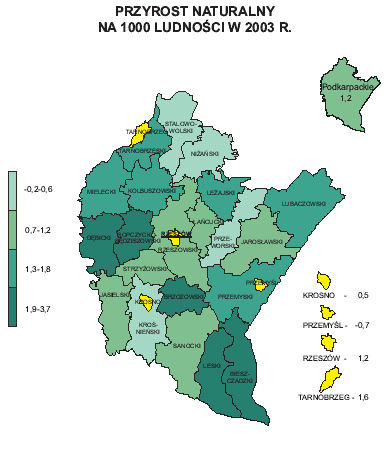 PRZYROST NATURALNY
NA 1000 LUDNOŚCI W 2003 R.
Podkarpackie
1,2
STALOWO-
WOLSKI
TARNOBRZEG
TARNOBRZESKI
NIŻAŃSKI
MIELECKI
KOLBUSZOWSKI
LEŻAJSKI
LUBACZOWSKI
-0,2-0,6
0,7-1,2
1,3-1,8
1,9-3,7
DĘBICKI
ROPCZYCKO-
SĘDZISZOWSKI
RZESZÓW
RZESZOWSKI
ŁAŃCUCKI
PRZE-
WORSKI
JAROSŁAWSKI
STRZYŻOWSKI
PRZEMYŚL
PRZEMYSKI
JASIELSKI
KROSNO
BRZOZOWSKI
KROS-
NIEŃSKI
SANOCKI
LESKI
BIESZ-
CZADZKI
KROSNO - 0,5
PRZEMYŚL - -0,7
RZESZÓW - 1,2
TARNOBRZEG - 1,6